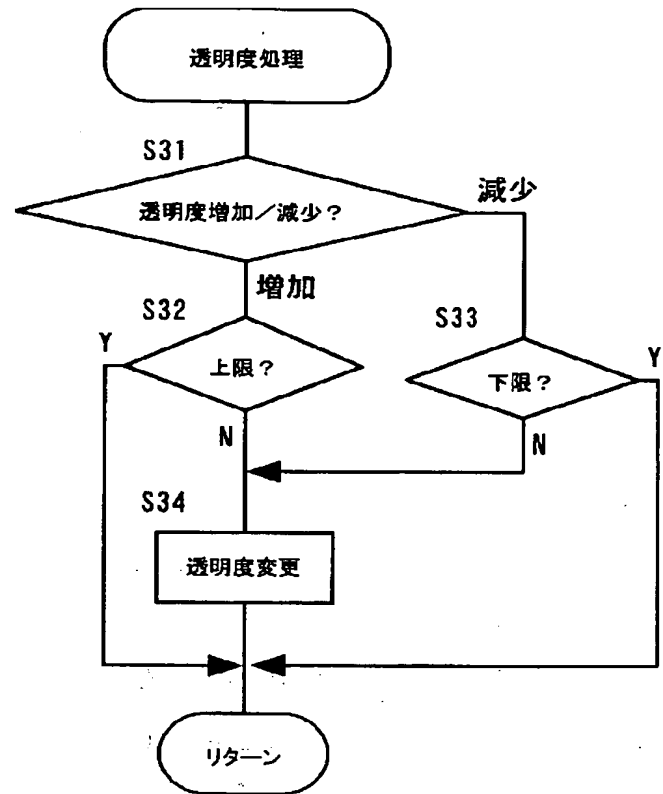 透明度処理
S31
透明度増加／減少？
減少
増加
S32
S33
Y
上限？
下限？
Y
N
N
S34
透明度変更
リターン